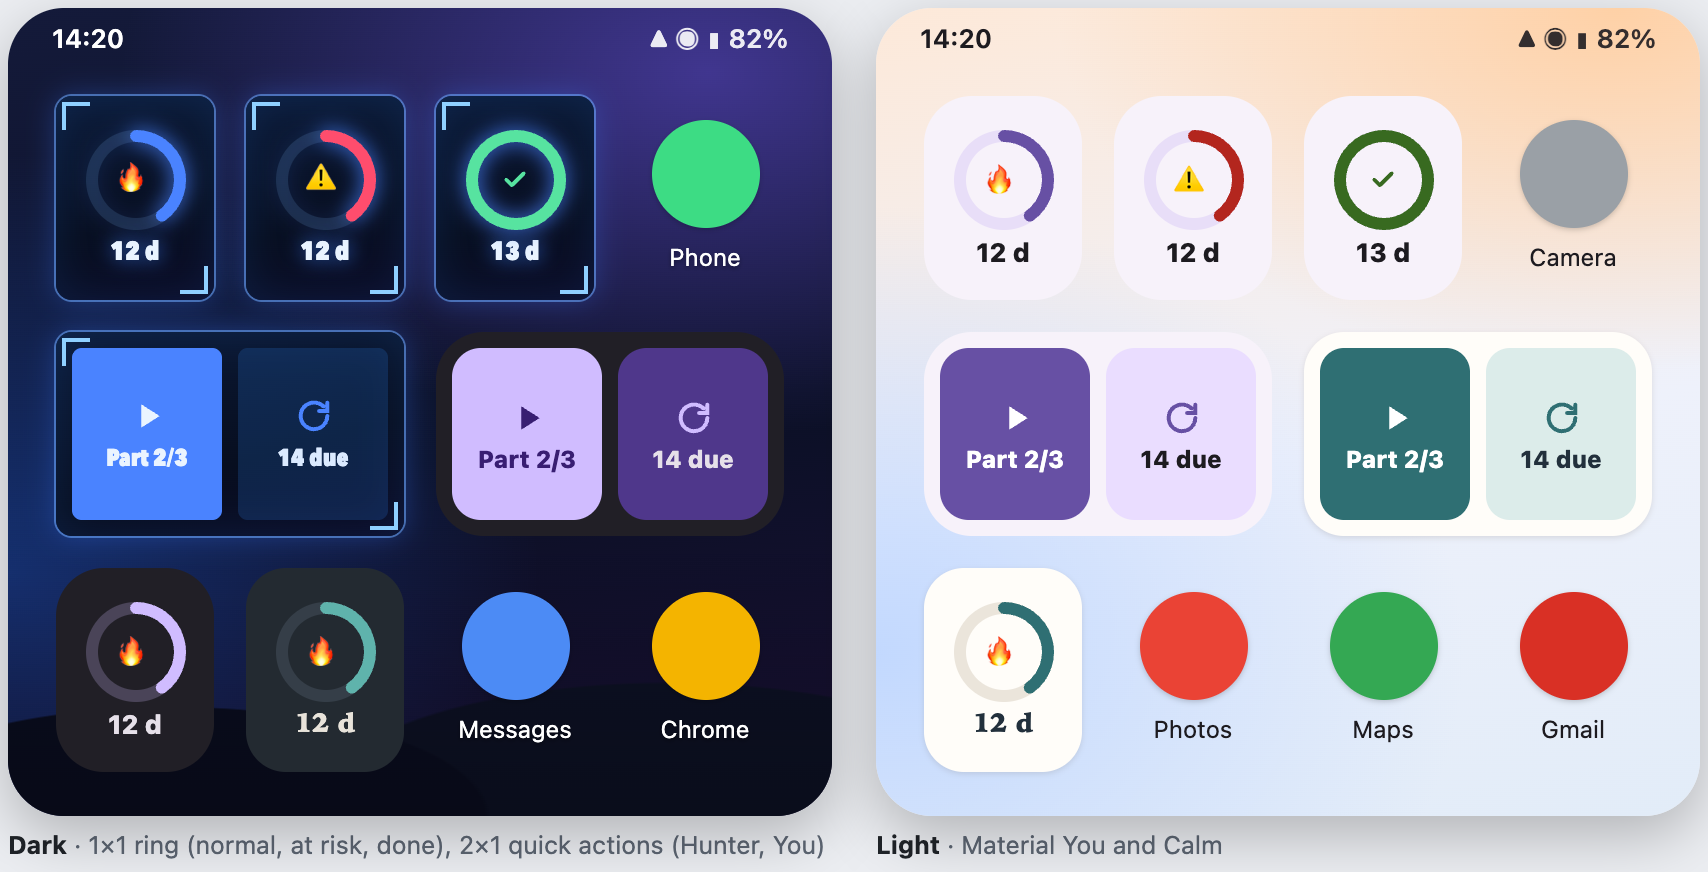 14:20
82%
12 d
12 d
13 d
Phone
Part 2/3
14 due
Part 2/3
14 due
12 d
12 d
Messages
Chrome
Dark · 1×1 ring (normal, at risk, done), 2×1 quick actions (Hunter, You)
14:20
82%
12 d
12 d
13 d
Camera
Part 2/3
14 due
Part 2/3
14 due
12 d
Photos
Maps
Gmail
Light · Material You and Calm